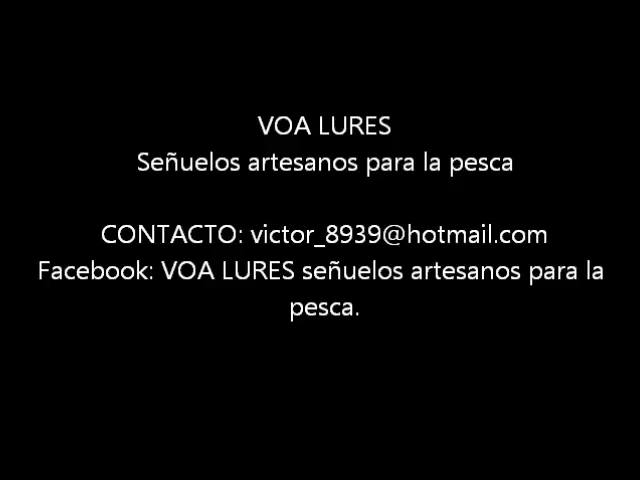 VOA LURES
Señuelos artesanos para la pesca
CONTACTO: victor_8939@hotmail.com
Facebook: VOA LURES señuelos artesanos para la
pesca.